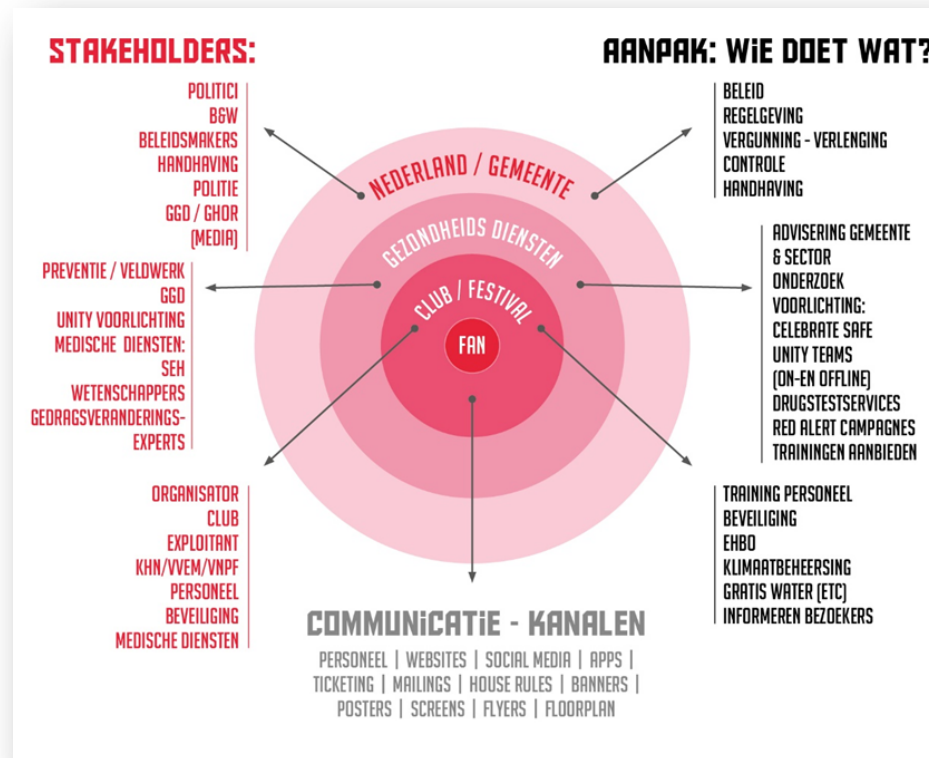 STAKEHOLDERS:
POLITICI
B&W
BELEIDSMAKERS
HANDHAVING
POLITIE
GGD / GHOR
(MEDIA)
PREVENTIE / VELDWERK
GGD
UNITY VOORLICHTING
MEDISCHE DIENSTEN:
SEH
WETENSCHAPPERS
GEDRAGSVERANDERINGS-
EXPERTS
ORGANISATOR
CLUB
EXPLOITANT
KHN/VVEM/VNPF
PERSONEEL
BEVEILIGING
MEDISCHE DIENSTEN
NEDERLAND / GEMEENTE
GEZONDHEIDS DIENSTEN
CLUB / FESTIVAL
FAN
AANPAK: WIE DOET WAT?
BELEID
REGELGEVING
VERGUNNING - VERLENGING
CONTROLE
HANDHAVING
ADVISERING GEMEENTE
& SECTOR
ONDERZOEK
VOORLICHTING:
CELEBRATE SAFE
UNITY TEAMS
(ON-EN OFFLINE)
DRUGSTESTSERVICES
RED ALERT CAMPAGNES
TRAININGEN AANBIEDEN
TRAINING PERSONEEL
BEVEILIGING
EHBO
KLIMAATBEHEERSING
GRATIS WATER (ETC)
INFORMEREN BEZOEKERS
COMMUNICATIE - KANALEN
PERSONEEL | WEBSITES | SOCIAL MEDIA | APPS |
TICKETING | MAILINGS | HOUSE RULES | BANNERS |
POSTERS | SCREENS | FLYERS | FLOORPLAN